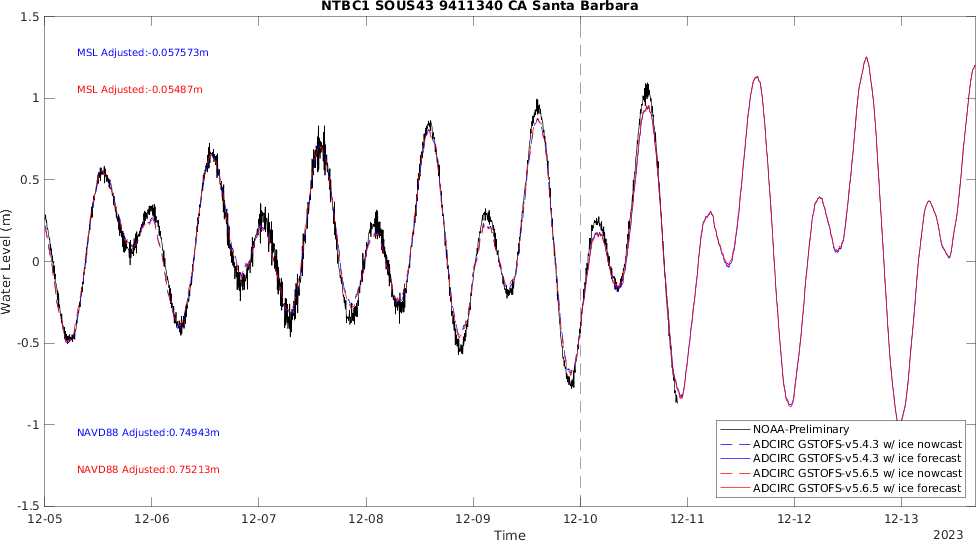 NTBC1 SOUS43 9411340 CA Santa Barbara
1.5
MSL Adjusted:-0.057573m
1
MSL Adjusted:-0.05487m
0.5
Water Level (m)
0
-0.5
-1
NAVD88 Adjusted:0.74943m
NOAA-Preliminary
ADCIRC GSTOFS-v5.4.3 w/ ice nowcast
ADCIRC GSTOFS-v5.4.3 w/ ice forecast
NAVD88 Adjusted:0.75213m
ADCIRC GSTOFS-v5.6.5 w/ ice nowcast
ADCIRC GSTOFS-v5.6.5 w/ ice forecast
-1.5
12-05 12-06 12-07 12-08 12-09 12-10 12-11 12-12 12-13
Time
2023